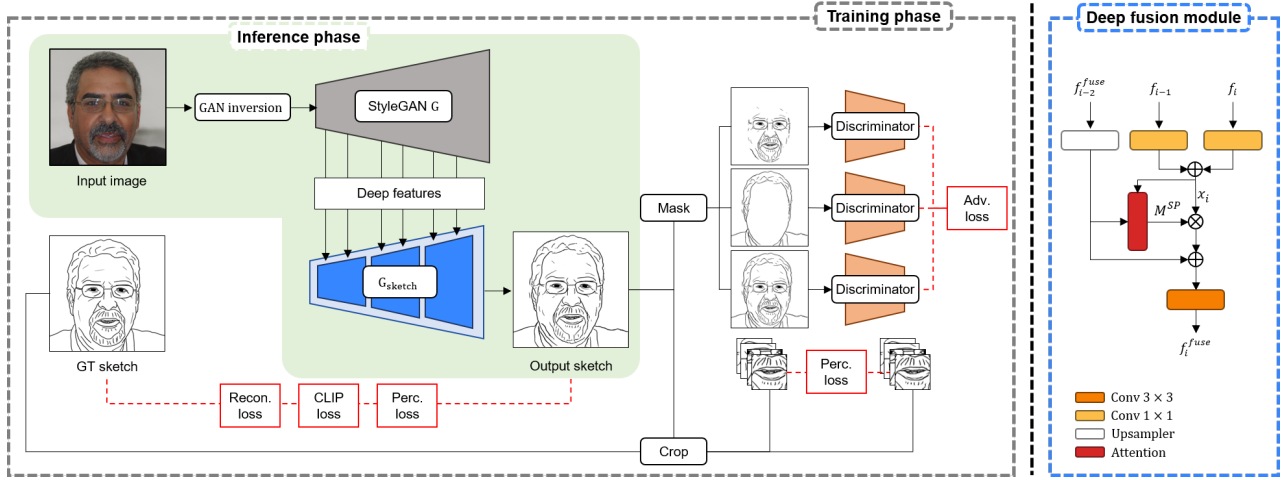 Training phase
Inference phase
Input image
GAN inversion
StyleGAN G
Deep features
G_sketch
GT sketch
Output sketch
Recon. loss
CLIP loss
Perc. loss
Mask
Crop
Discriminator
Discriminator
Discriminator
Adv. loss
Perc. loss
Deep fusion module
f_{i-2}^{fuse}
f_{i-1}
f_i
x_i
M^{SP}
f_i^{fuse}
Conv 3 × 3
Conv 1 × 1
Upsampler
Attention